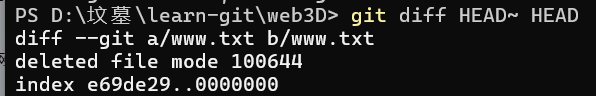 PS D:\坟墓\learn-git\web3D> git diff HEAD~ HEAD
diff --git a/www.txt b/www.txt
deleted file mode 100644
index e69de29..0000000